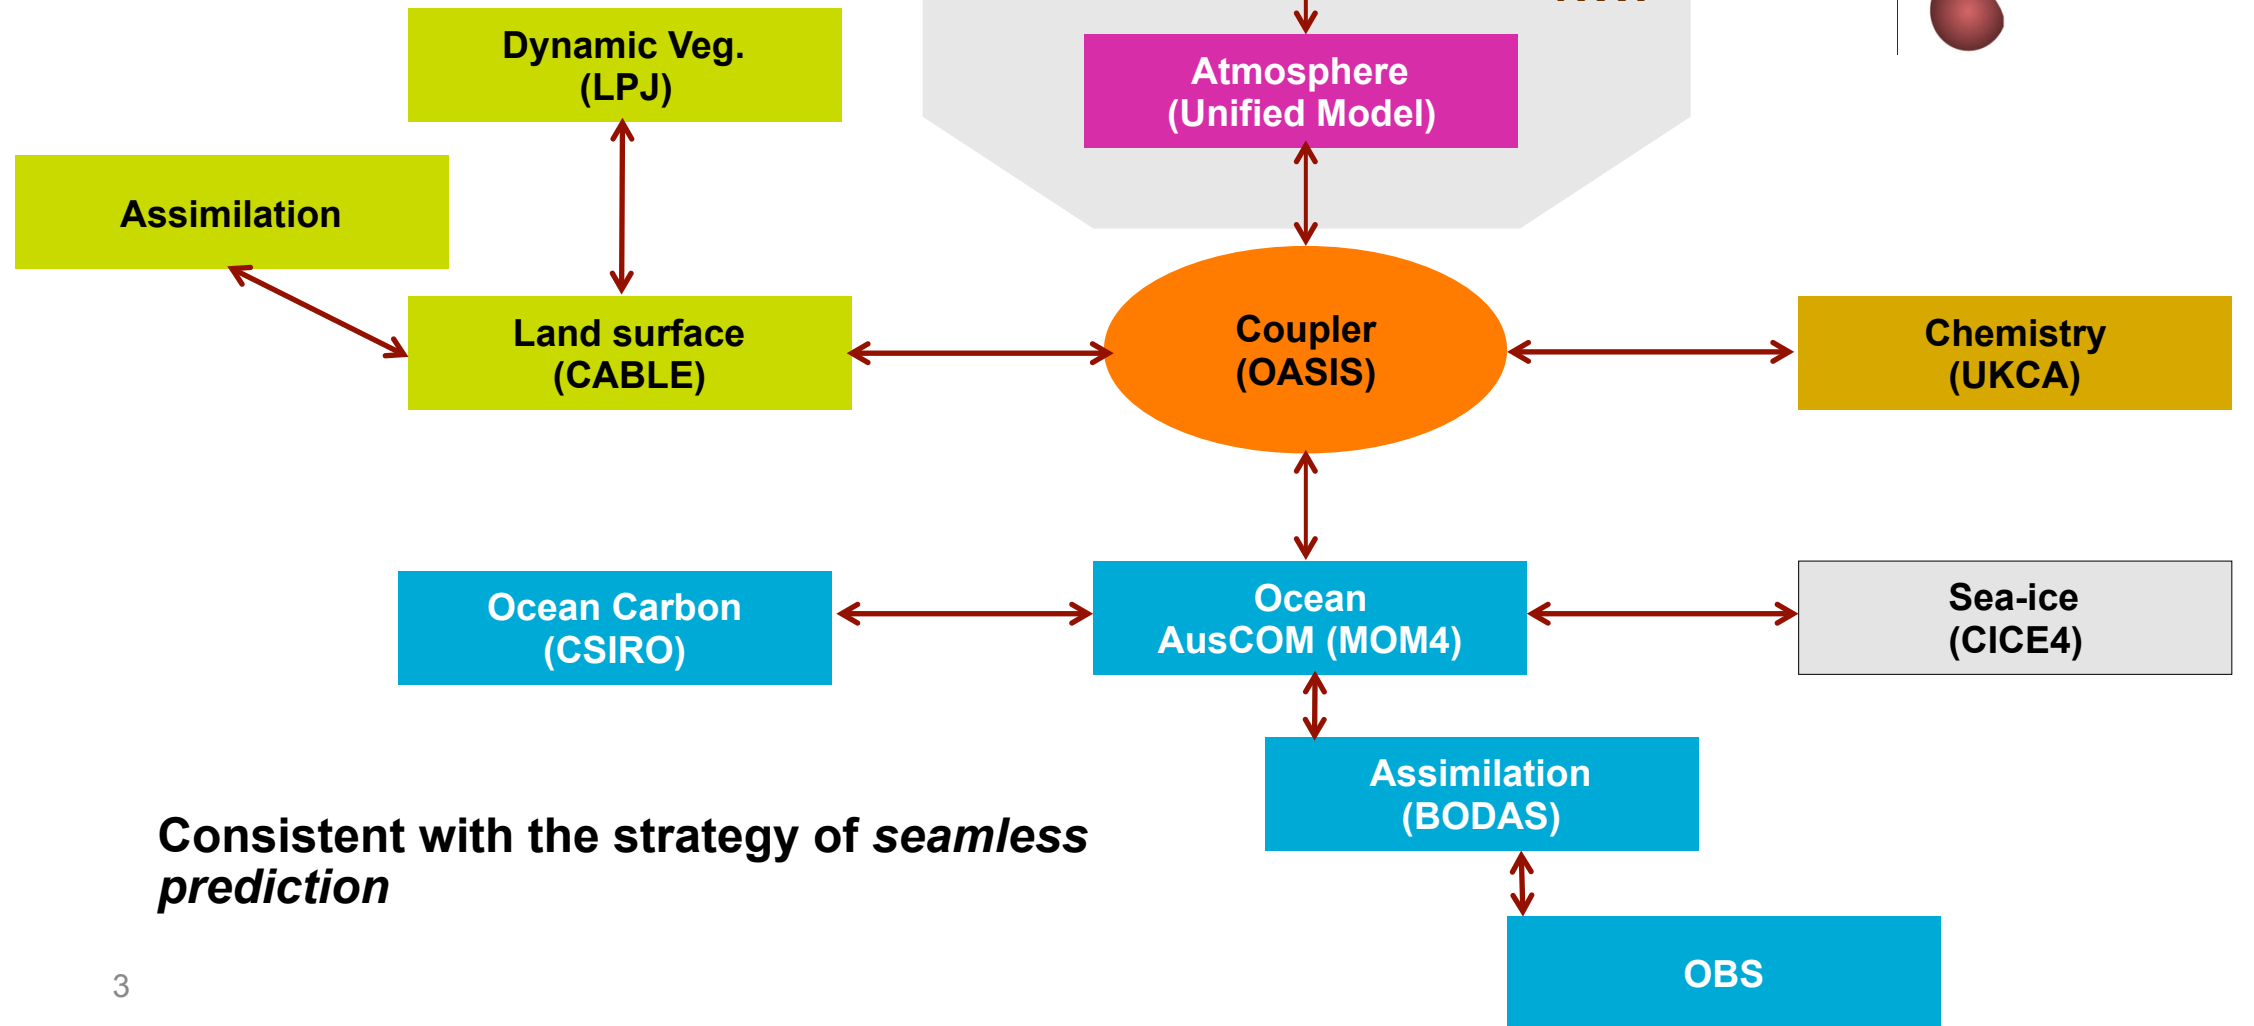 Dynamic Veg.
(LPJ)
Atmosphere
(Unified Model)
Assimilation
Land surface
(CABLE)
Coupler
(OASIS)
Chemistry
(UKCA)
Ocean Carbon
(CSIRO)
Ocean
AusCOM (MOM4)
Sea-ice
(CICE4)
Assimilation
(BODAS)
Consistent with the strategy of seamless
prediction
OBS
3